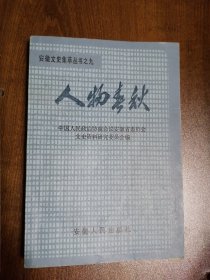 安徽文史集萃丛书之九
人物春秋
中国人民政治协商会议安徽省委员会
文史资料研究委员会编
安徽人民出版社